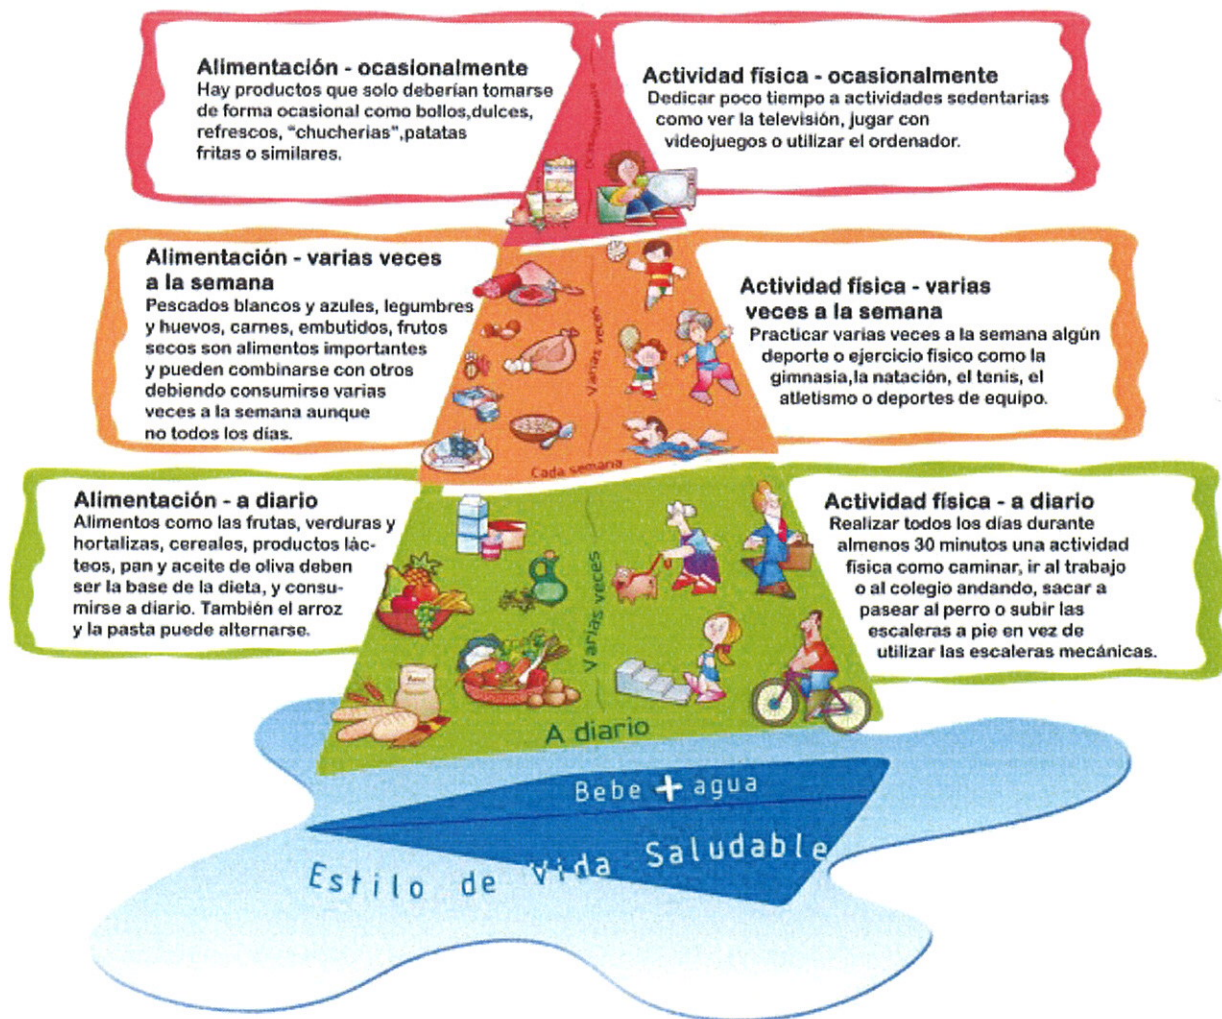 Alimentación - ocasionalmente
Hay productos que solo deberían tomarse
de forma ocasional como bollos,dulces,
refrescos, "chucherias",patatas
fritas o similares.
Actividad física - ocasionalmente
Dedicar poco tiempo a actividades sedentarias
como ver la televisión, jugar con
videojuegos o utilizar el ordenador.
Alimentación - varias veces
a la semana
Pescados blancos y azules, legumbres
y huevos, carnes, embutidos, frutos
secos son alimentos importantes
y pueden combinarse con otros
debiendo consumirse varias
veces a la semana aunque
no todos los días.
Varias veces
Cada semana
Actividad física - varias
veces a la semana
Practicar varias veces a la semana algún
deporte o ejercicio físico como la
gimnasia,la natación, el tenis, el
atletismo o deportes de equipo.
Alimentación - a diario
Alimentos como las frutas, verduras y
hortalizas, cereales, productos lác-
teos, pan y aceite de oliva deben
ser la base de la dieta, y consu-
mirse a diario. También el arroz
y la pasta puede alternarse.
Varias veces
A diario
Actividad física - a diario
Realizar todos los días durante
almenos 30 minutos una actividad
física como caminar, ir al trabajo
o al colegio andando, sacar a
pasear al perro o subir las
escaleras a pie en vez de
utilizar las escaleras mecánicas.
Bebe + agua
Estilo de Vida Saludable